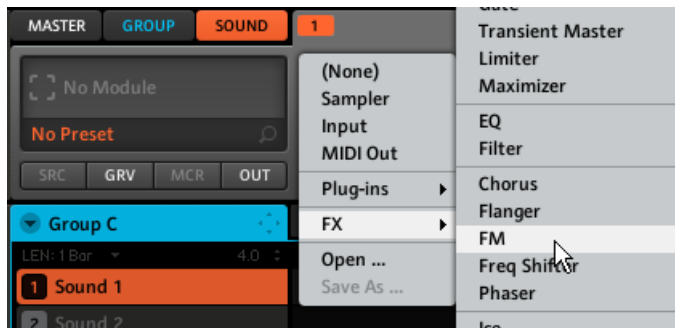 MASTER GROUP SOUND 1
No Module
No Preset
SRC GRV MCR OUT
Group C
LEN: 1 Bar 4.0
1 Sound 1
2 Sound 2
(None)
Sampler
Input
MIDI Out
Plug-ins
FX
Open ...
Save As ...
Gate
Transient Master
Limiter
Maximizer
EQ
Filter
Chorus
Flanger
FM
Freq Shifter
Phaser
Ice